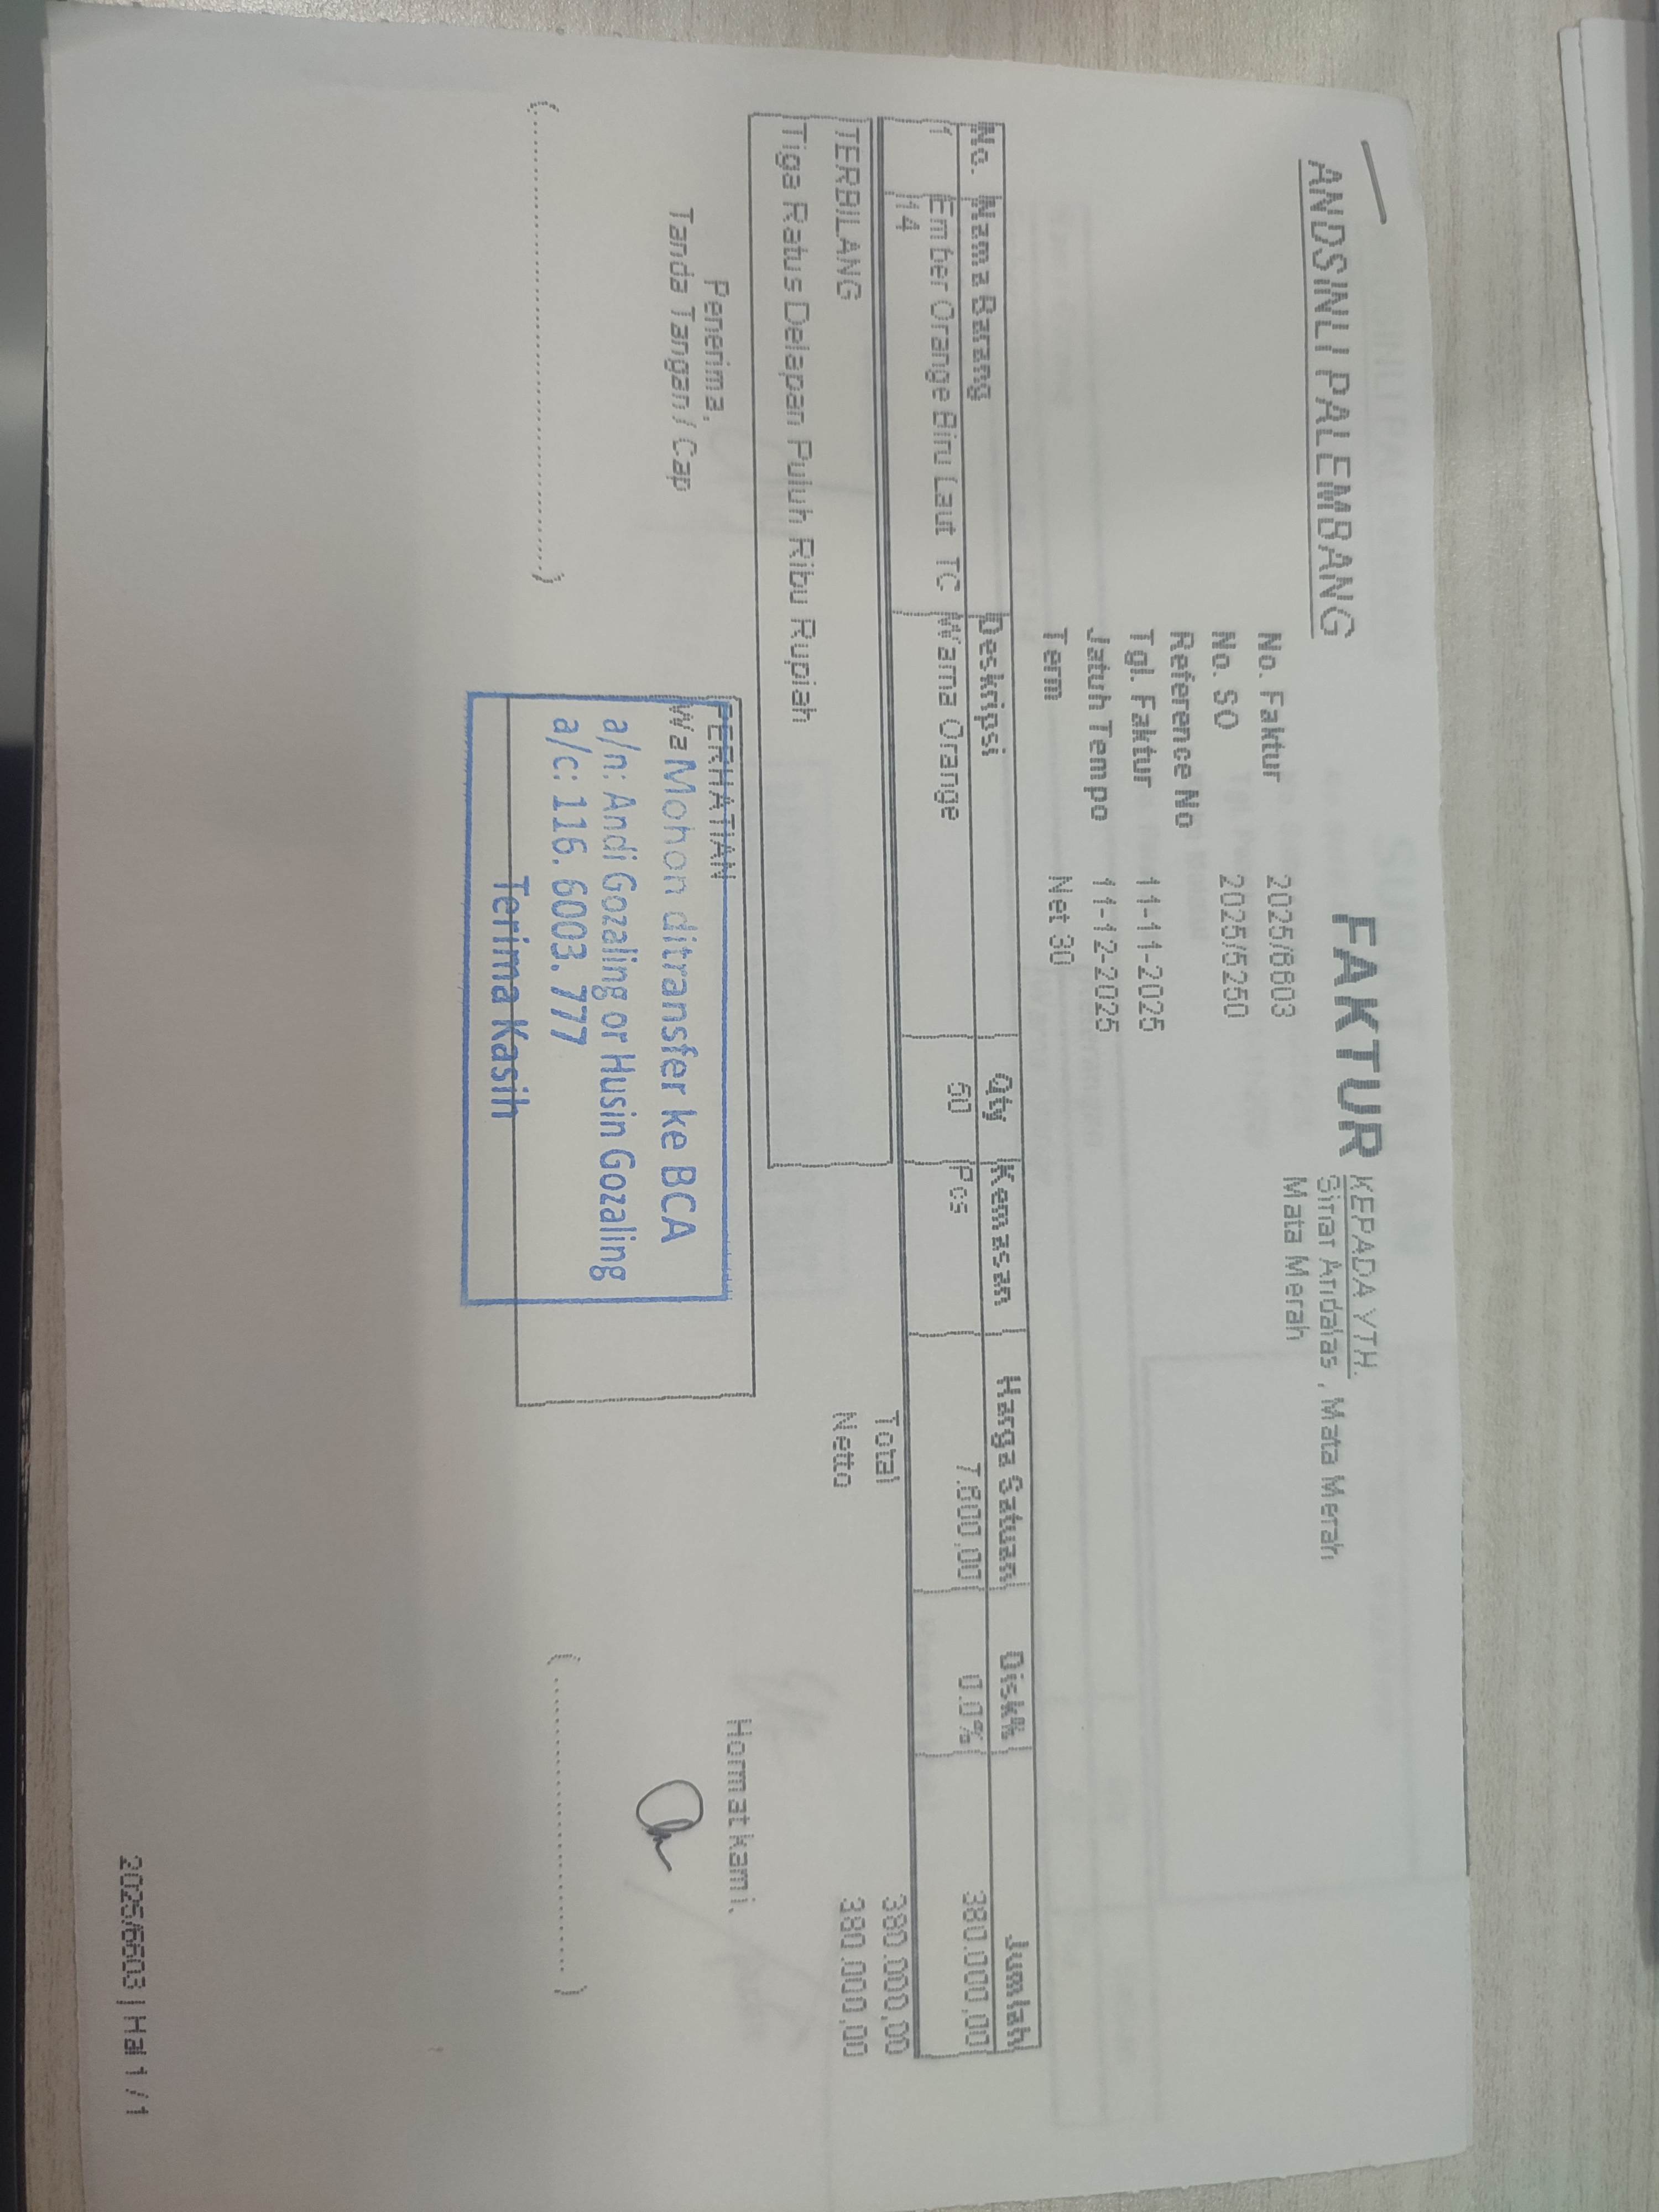 ANDSINLI PALEMBANG
FAKTUR
KEPADA YTH.
Sinar Andalas , Mata Merah
Mata Merah
No. Faktur 2025/6603
No. SO 2025/5250
Reference No
Tgl. Faktur 11-11-2025
Jatuh Tempo 11-12-2025
Term Net 30
No. Nama Barang Deskripsi Qty Kemasan Harga Satuan Disk% Jumlah
1 Ember Orange Biru Laut TC Warna Orange 50 Pcs 7.600,00 0.0% 380.000,00
114
TERBILANG
Tiga Ratus Delapan Puluh Ribu Rupiah
Total 380.000,00
Netto 380.000,00
Penerima,
Tanda Tangan / Cap
(..............................)
PERHATIAN
Mohon ditransfer ke BCA
a/n: Andi Gozaling or Husin Gozaling
a/c: 116. 6003. 777
Terima Kasih
Hormat kami,
(..............................)
2025/6603 | Hal 1 / 1